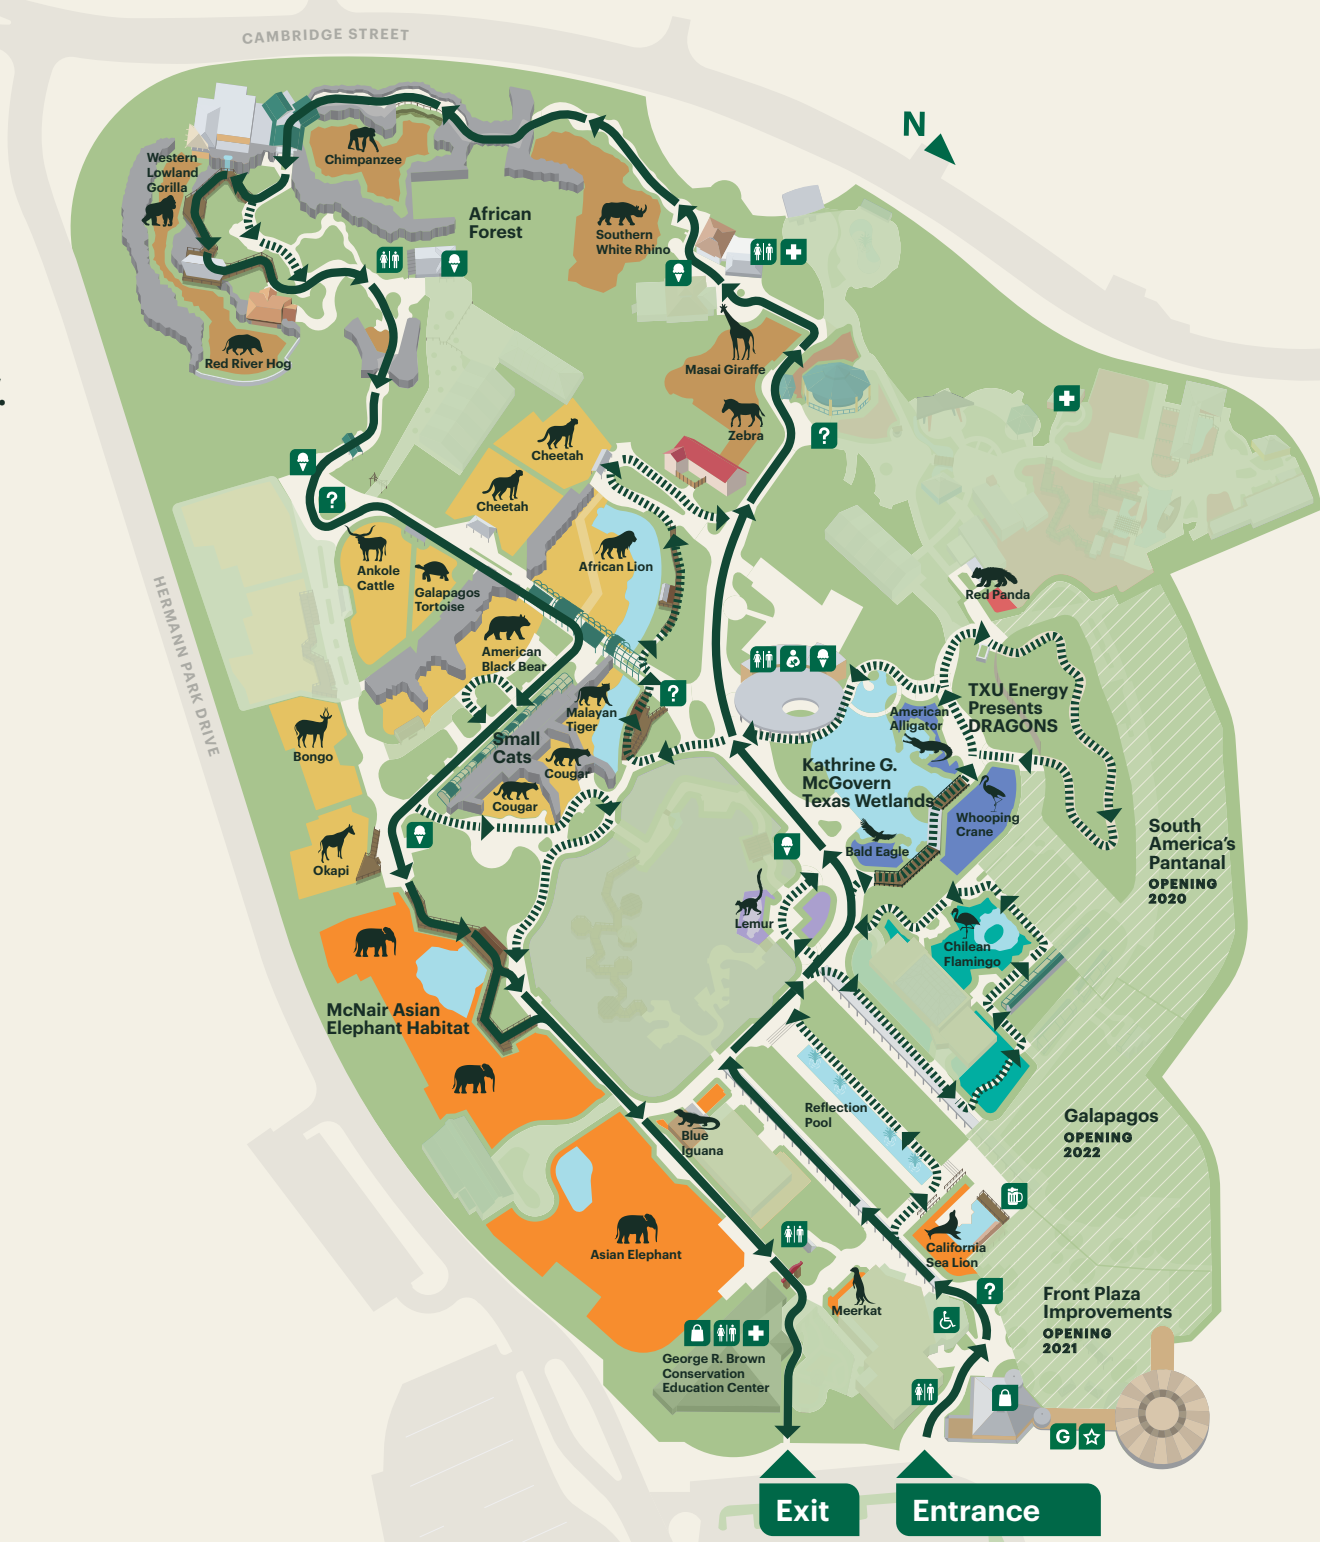 CAMBRIDGE STREET
N
Western
Lowland
Gorilla
Chimpanzee
African
Forest
Southern
White Rhino
Red River Hog
Masai Giraffe
Zebra
?
Cheetah
Cheetah
?
Ankole
Cattle
Galapagos
Tortoise
African Lion
American
Black Bear
Red Panda
HERMANN PARK DRIVE
?
Malayan
Tiger
Small
Cats
Cougar
Cougar
Bongo
Okapi
TXU Energy
Presents
DRAGONS
American
Alligator
Kathrine G.
McGovern
Texas Wetlands
Whooping
Crane
Bald Eagle
South
America's
Pantanal
OPENING
2020
Lemur
Chilean
Flamingo
McNair Asian
Elephant Habitat
Reflection
Pool
Blue
Iguana
Galapagos
OPENING
2022
Asian Elephant
California
Sea Lion
?
Meerkat
Front Plaza
Improvements
OPENING
2021
George R. Brown
Conservation
Education Center
G
Exit
Entrance